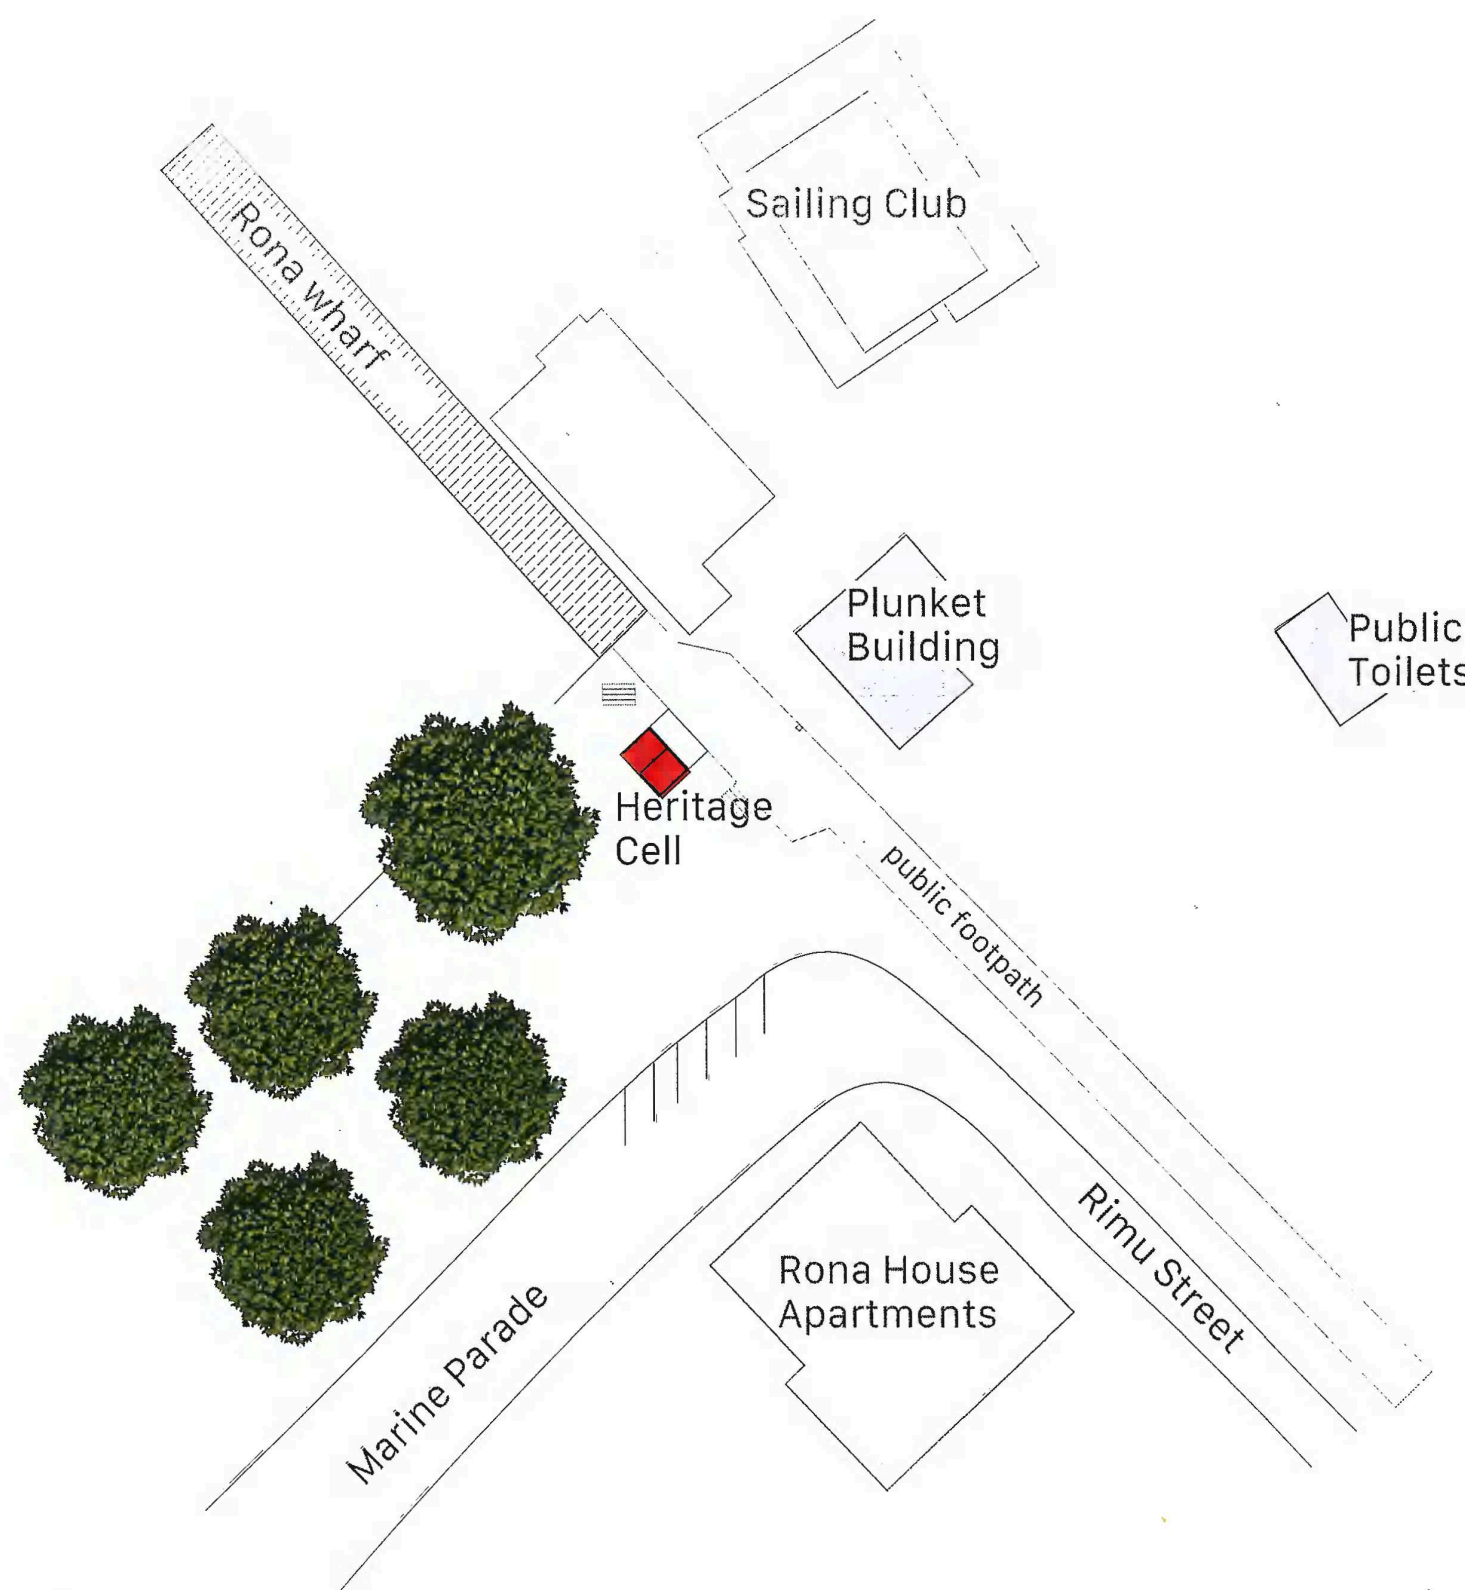 Sailing Club
Rona wharf
Plunket
Building
Public
Toilets
Heritage
Cell
public footpath
Rimu Street
Rona House
Apartments
Marine Parade